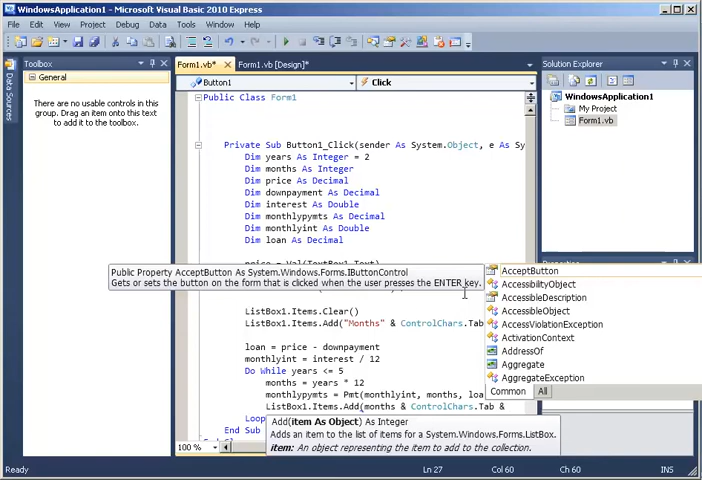 WindowsApplication1 - Microsoft Visual Basic 2010 Express
File Edit View Project Debug Data Tools Window Help
Toolbox
Form1.vb*
Form1.vb [Design]*
Solution Explorer
Data Sources
General
There are no usable controls in this
group. Drag an item onto this text
to add it to the toolbox.
Button1
Click
WindowsApplication1
My Project
Form1.vb
Public Class Form1
Private Sub Button1_Click(sender As System.Object, e As Sy
Dim years As Integer = 2
Dim months As Integer
Dim price As Decimal
Dim downpayment As Decimal
Dim interest As Double
Dim monthlypymts As Decimal
Dim monthlyint As Double
Dim loan As Decimal
price = Val(TextBox1.Text)
Public Property AcceptButton As System.Windows.Forms.IButtonControl
Gets or sets the button on the form that is clicked when the user presses the ENTER key.
AcceptButton
AccessibilityObject
AccessibleDescription
AccessibleObject
AccessViolationException
ActivationContext
AddressOf
Aggregate
AggregateException
Common All
ListBox1.Items.Clear()
ListBox1.Items.Add("Months" & ControlChars.Tab
loan = price - downpayment
monthlyint = interest / 12
Do While years <= 5
months = years * 12
monthlypymts = Pmt(monthlyint, months, loa
ListBox1.Items.Add(months & ControlChars.Tab &
Loop
End Sub
Add(item As Object) As Integer
Adds an item to the list of items for a System.Windows.Forms.ListBox.
item: An object representing the item to add to the collection.
100 %
Ready
Ln 27
Col 60
Ch 60
INS